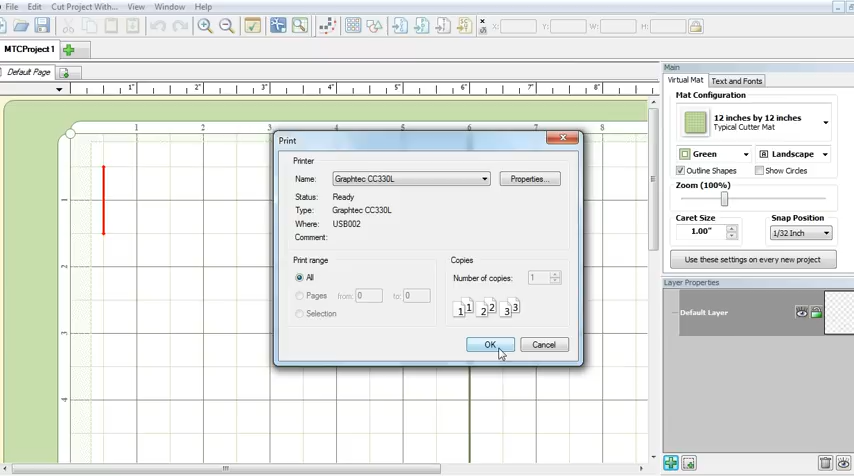 File Edit Cut Project With... View Window Help
X: Y: W: H:
MTCProject1
Default Page
1" 2" 3" 4" 5" 6" 7" 8"
1 2 3 4 5 6 7 8
1
2
3
4
Print
Printer
Name: Graphtec CC330L Properties...
Status: Ready
Type: Graphtec CC330L
Where: USB002
Comment:
Print range
All
Pages from: 0 to: 0
Selection
Copies
Number of copies: 1
1 1 2 2 3 3
OK Cancel
Main
Virtual Mat Text and Fonts
Mat Configuration
12 inches by 12 inches
Typical Cutter Mat
Green Landscape
Outline Shapes Show Circles
Zoom (100%)
Caret Size Snap Position
1.00" 1/32 Inch
Use these settings on every new project
Layer Properties
Default Layer